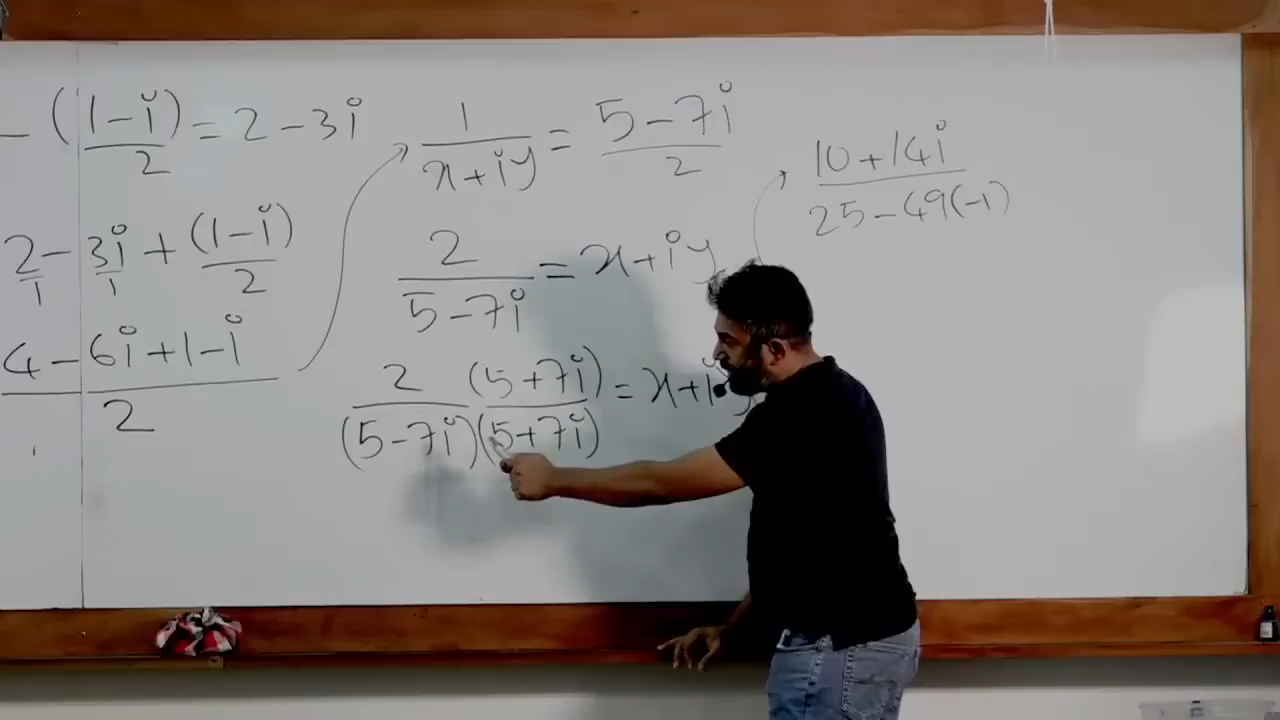 - (1-i)/2 = 2-3i
2/1 - 3i/1 + (1-i)/2
4-6i+1-i / 2
1/(x+iy) = (5-7i)/2
2/(5-7i) = x+iy
2/(5-7i) (5+7i)/(5+7i) = x+iy
10+14i / 25-49(-1)